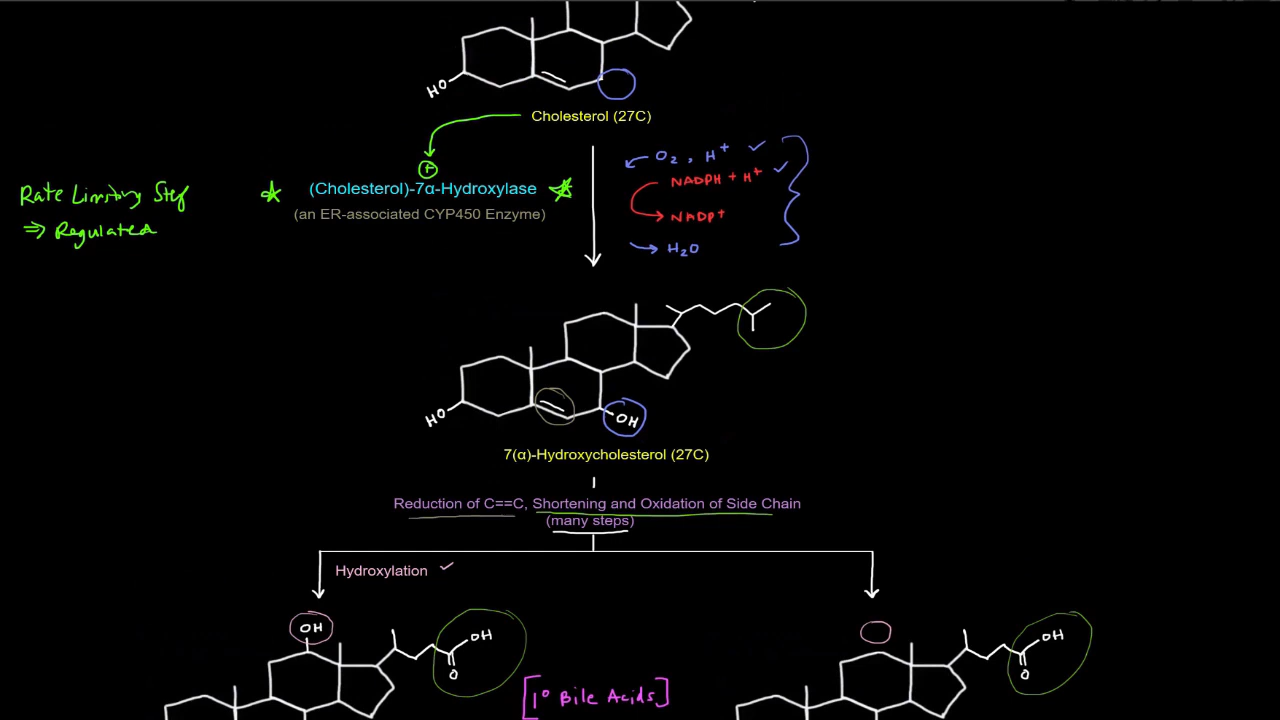 HO
Cholesterol (27C)
O2, H+
+
NADPH + H+
Rate Limiting Step
(Cholesterol)-7α-Hydroxylase
(an ER-associated CYP450 Enzyme)
NADP+
⇒ Regulated
H2O
HO
OH
7(α)-Hydroxycholesterol (27C)
Reduction of C==C, Shortening and Oxidation of Side Chain
(many steps)
Hydroxylation
OH
OH
O
OH
O
[1° Bile Acids]